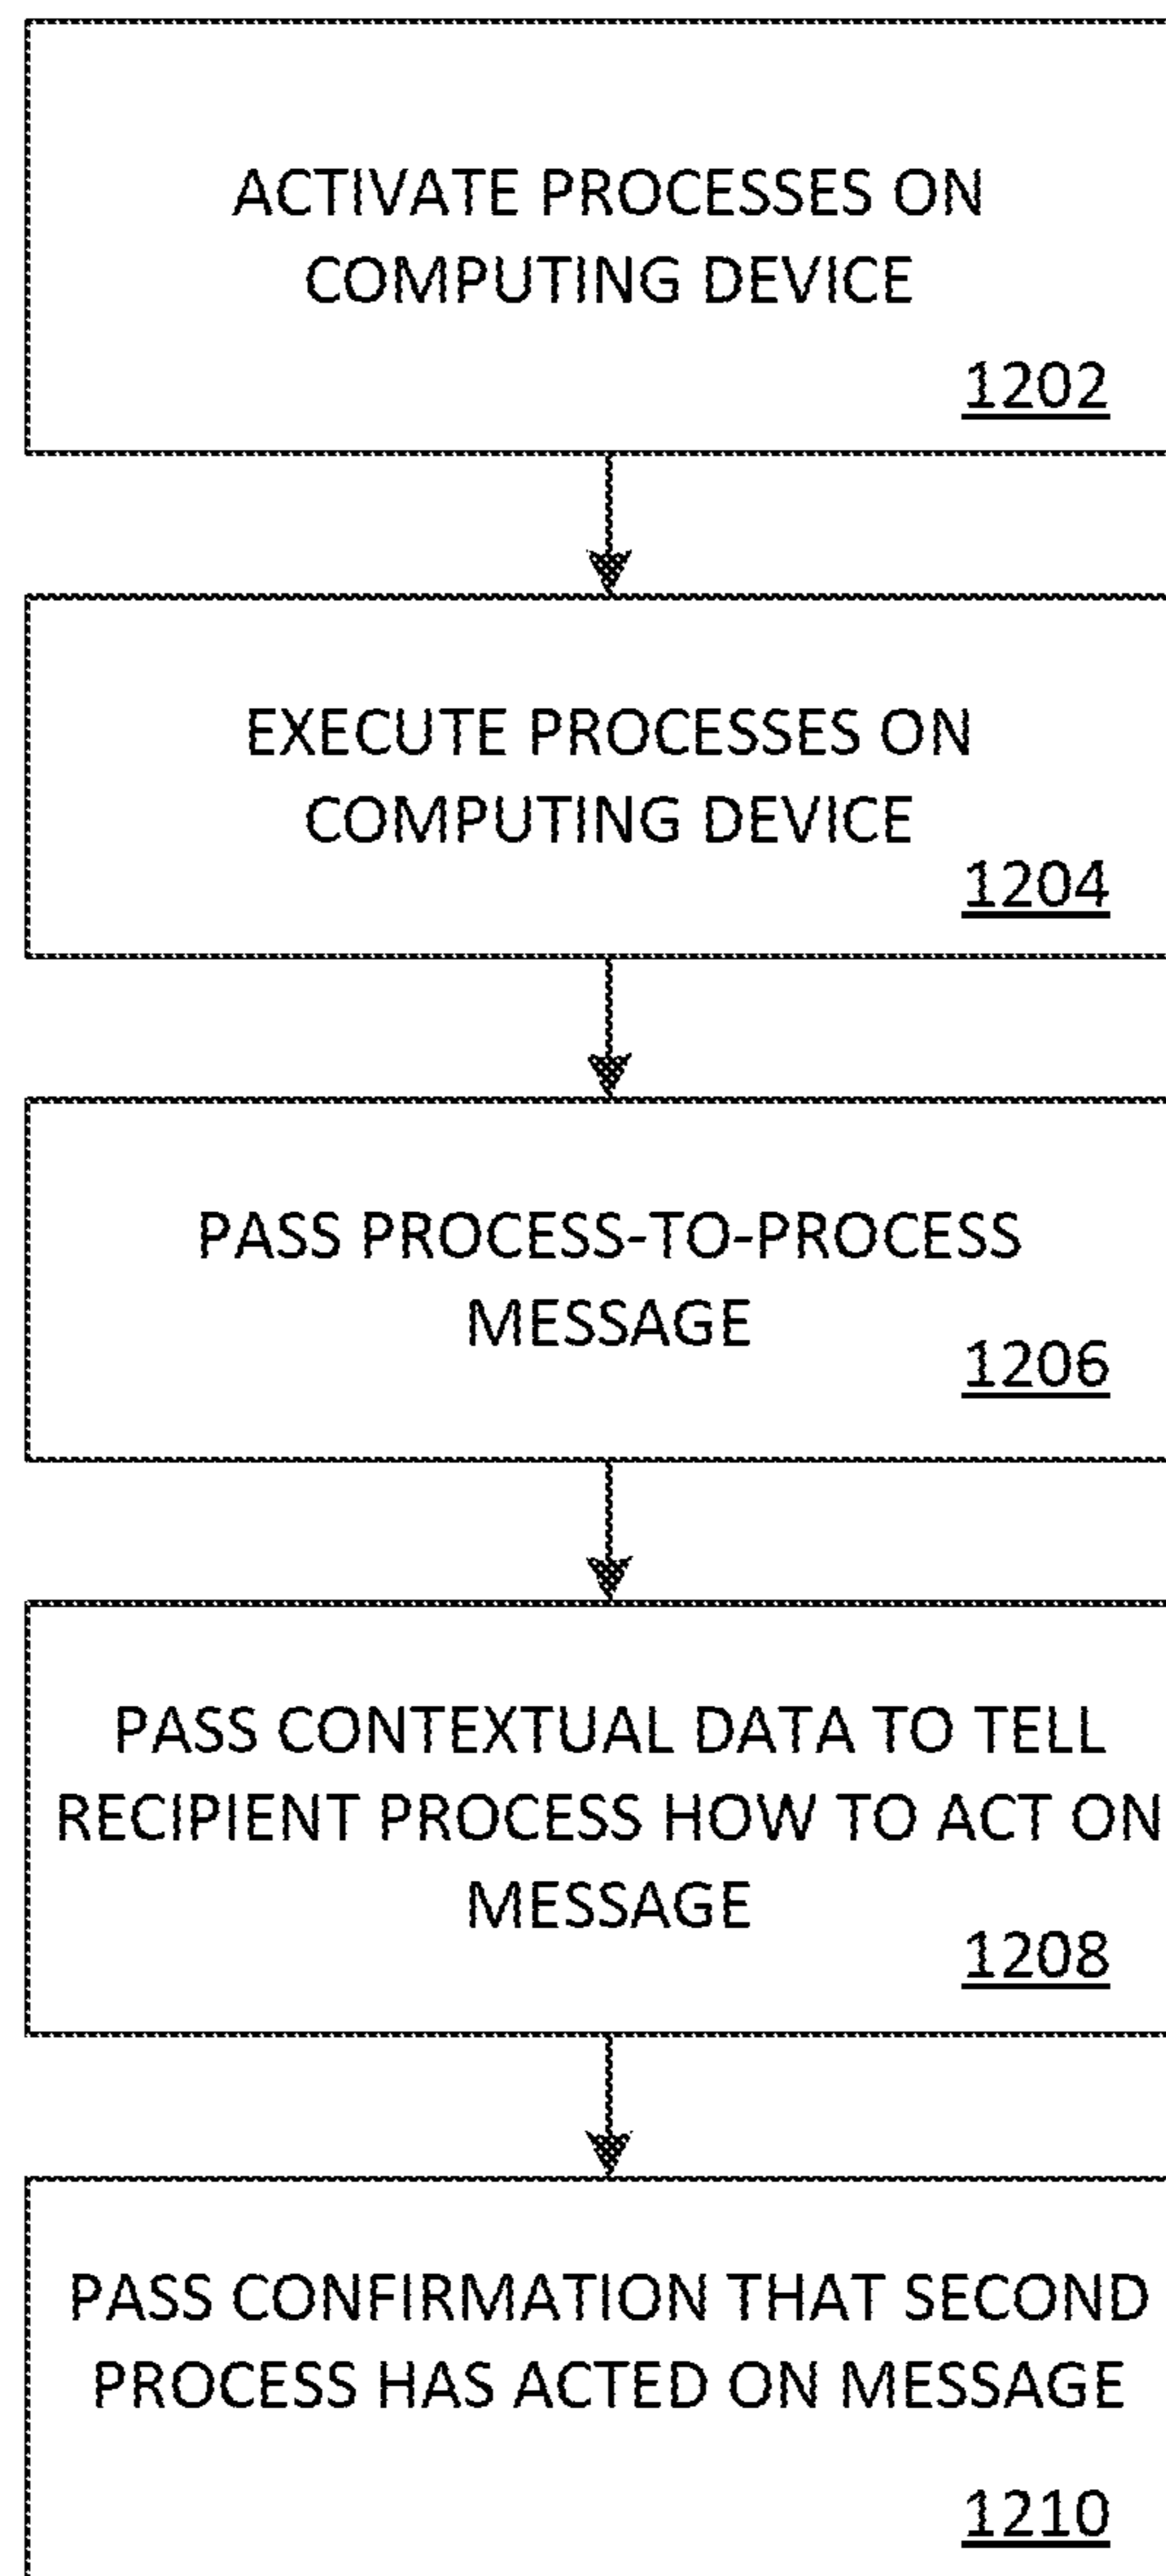 ACTIVATE PROCESSES ON
COMPUTING DEVICE
1202
EXECUTE PROCESSES ON
COMPUTING DEVICE
1204
PASS PROCESS-TO-PROCESS
MESSAGE
1206
PASS CONTEXTUAL DATA TO TELL
RECIPIENT PROCESS HOW TO ACT ON
MESSAGE
1208
PASS CONFIRMATION THAT SECOND
PROCESS HAS ACTED ON MESSAGE
1210